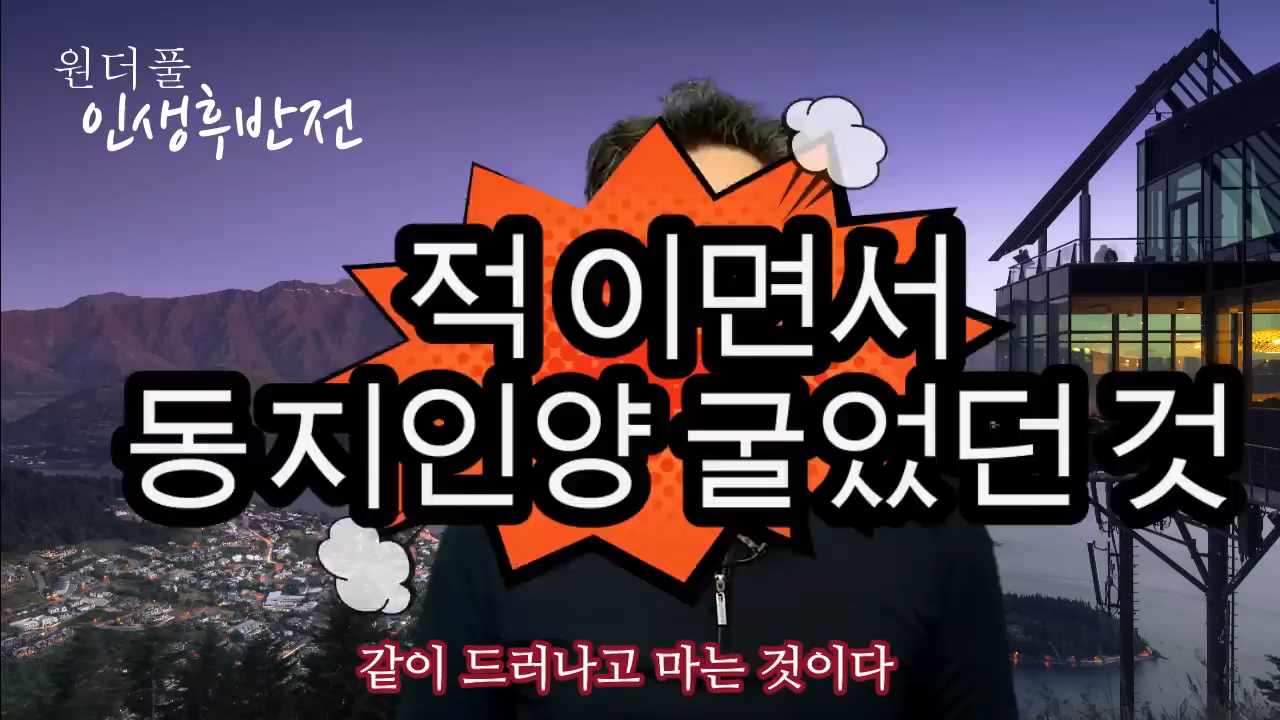 원더풀
인생후반전
적 이면서
동지인양 굴었던 것
같이 드러나고 마는 것이다